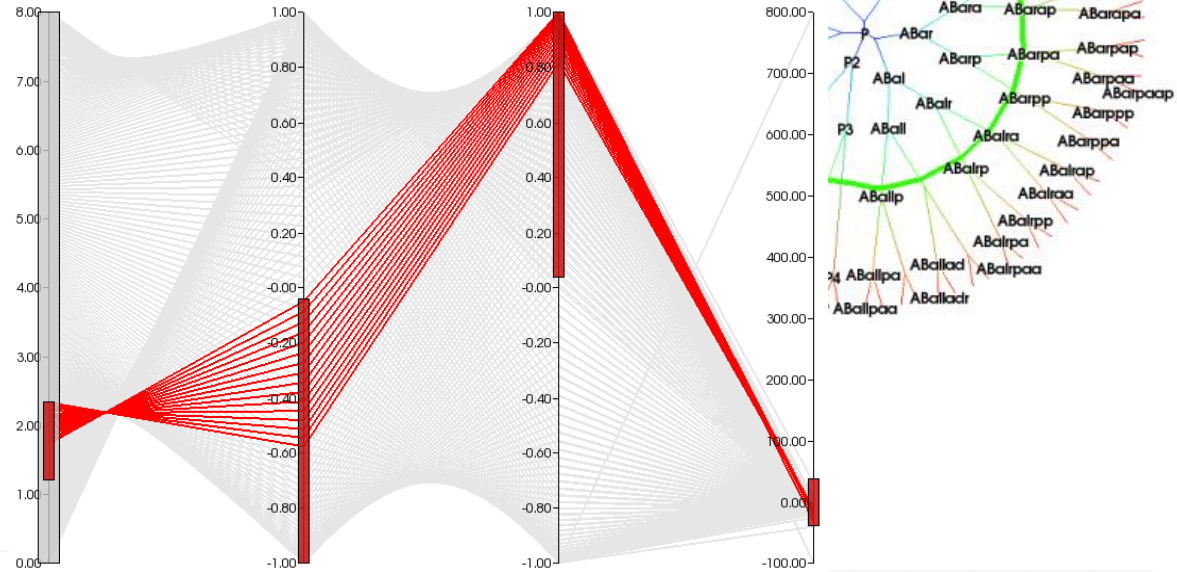 8.00
7.00
6.00
5.00
4.00
3.00
2.00
1.00
0.00
1.00
0.80
0.60
0.40
0.20
-0.00
-0.20
-0.40
-0.60
-0.80
-1.00
1.00
0.80
0.60
0.40
0.20
-0.00
-0.20
-0.40
-0.60
-0.80
-1.00
800.00
700.00
600.00
500.00
400.00
300.00
200.00
100.00
0.00
-100.00
ABara
ABarap
ABarapa
P
ABar
ABarp
ABarpa
ABarpap
P2
ABal
ABarpaa
ABarpaap
ABalr
ABarpp
ABarppp
P3
ABall
ABalra
ABarppa
ABalrp
ABalrap
ABallp
ABalraa
ABalrpp
ABalrpa
P4
ABallpa
ABallad
ABalrpaa
ABallpaa
ABalladr